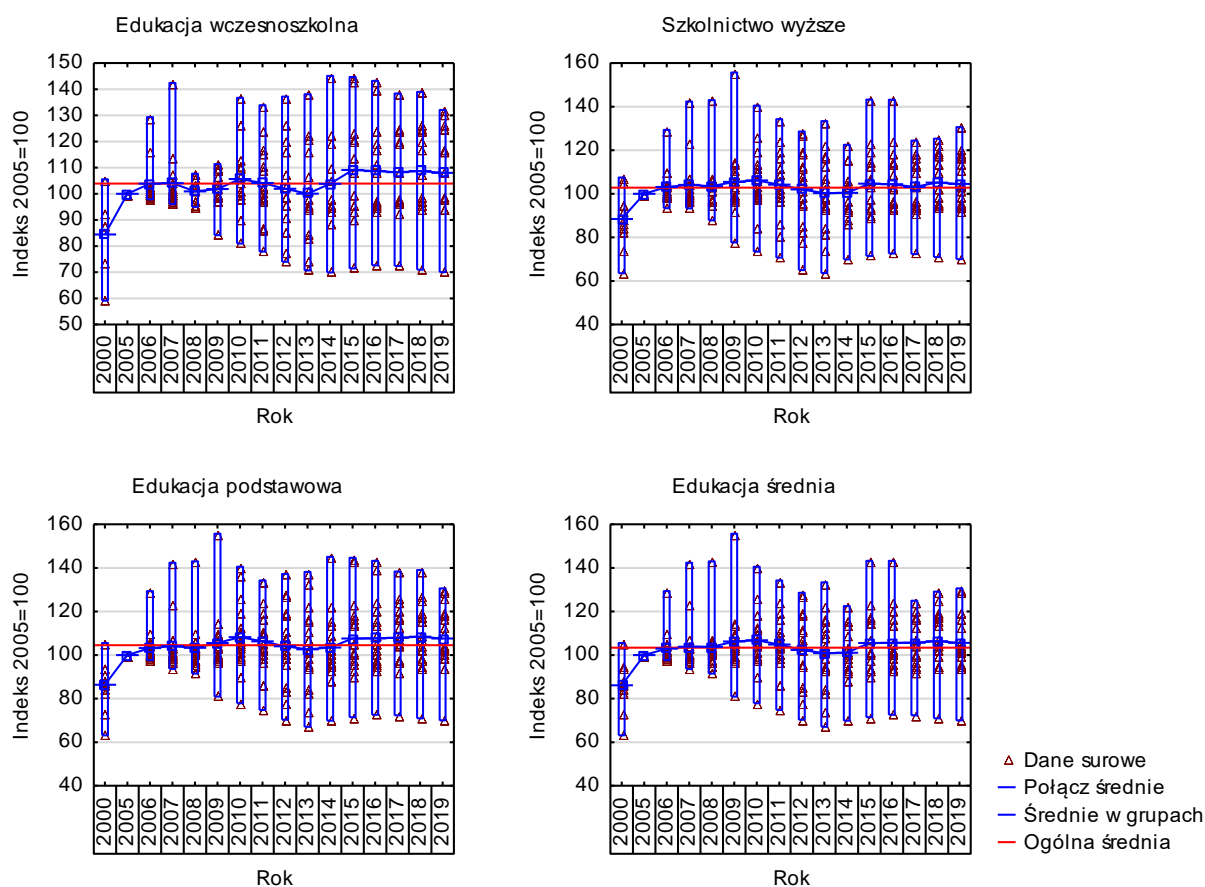 Edukacja wczesnoszkolna
150
140
130
120
110
100
90
80
70
60
50
Indeks 2005=100
2000 2005 2006 2007 2008 2009 2010 2011 2012 2013 2014 2015 2016 2017 2018 2019
Rok
Szkolnictwo wyższe
160
140
120
100
80
60
40
Indeks 2005=100
2000 2005 2006 2007 2008 2009 2010 2011 2012 2013 2014 2015 2016 2017 2018 2019
Rok
Edukacja podstawowa
160
140
120
100
80
60
40
Indeks 2005=100
2000 2005 2006 2007 2008 2009 2010 2011 2012 2013 2014 2015 2016 2017 2018 2019
Rok
Edukacja średnia
160
140
120
100
80
60
40
Indeks 2005=100
2000 2005 2006 2007 2008 2009 2010 2011 2012 2013 2014 2015 2016 2017 2018 2019
Rok
Dane surowe
Połącz średnie
Średnie w grupach
Ogólna średnia